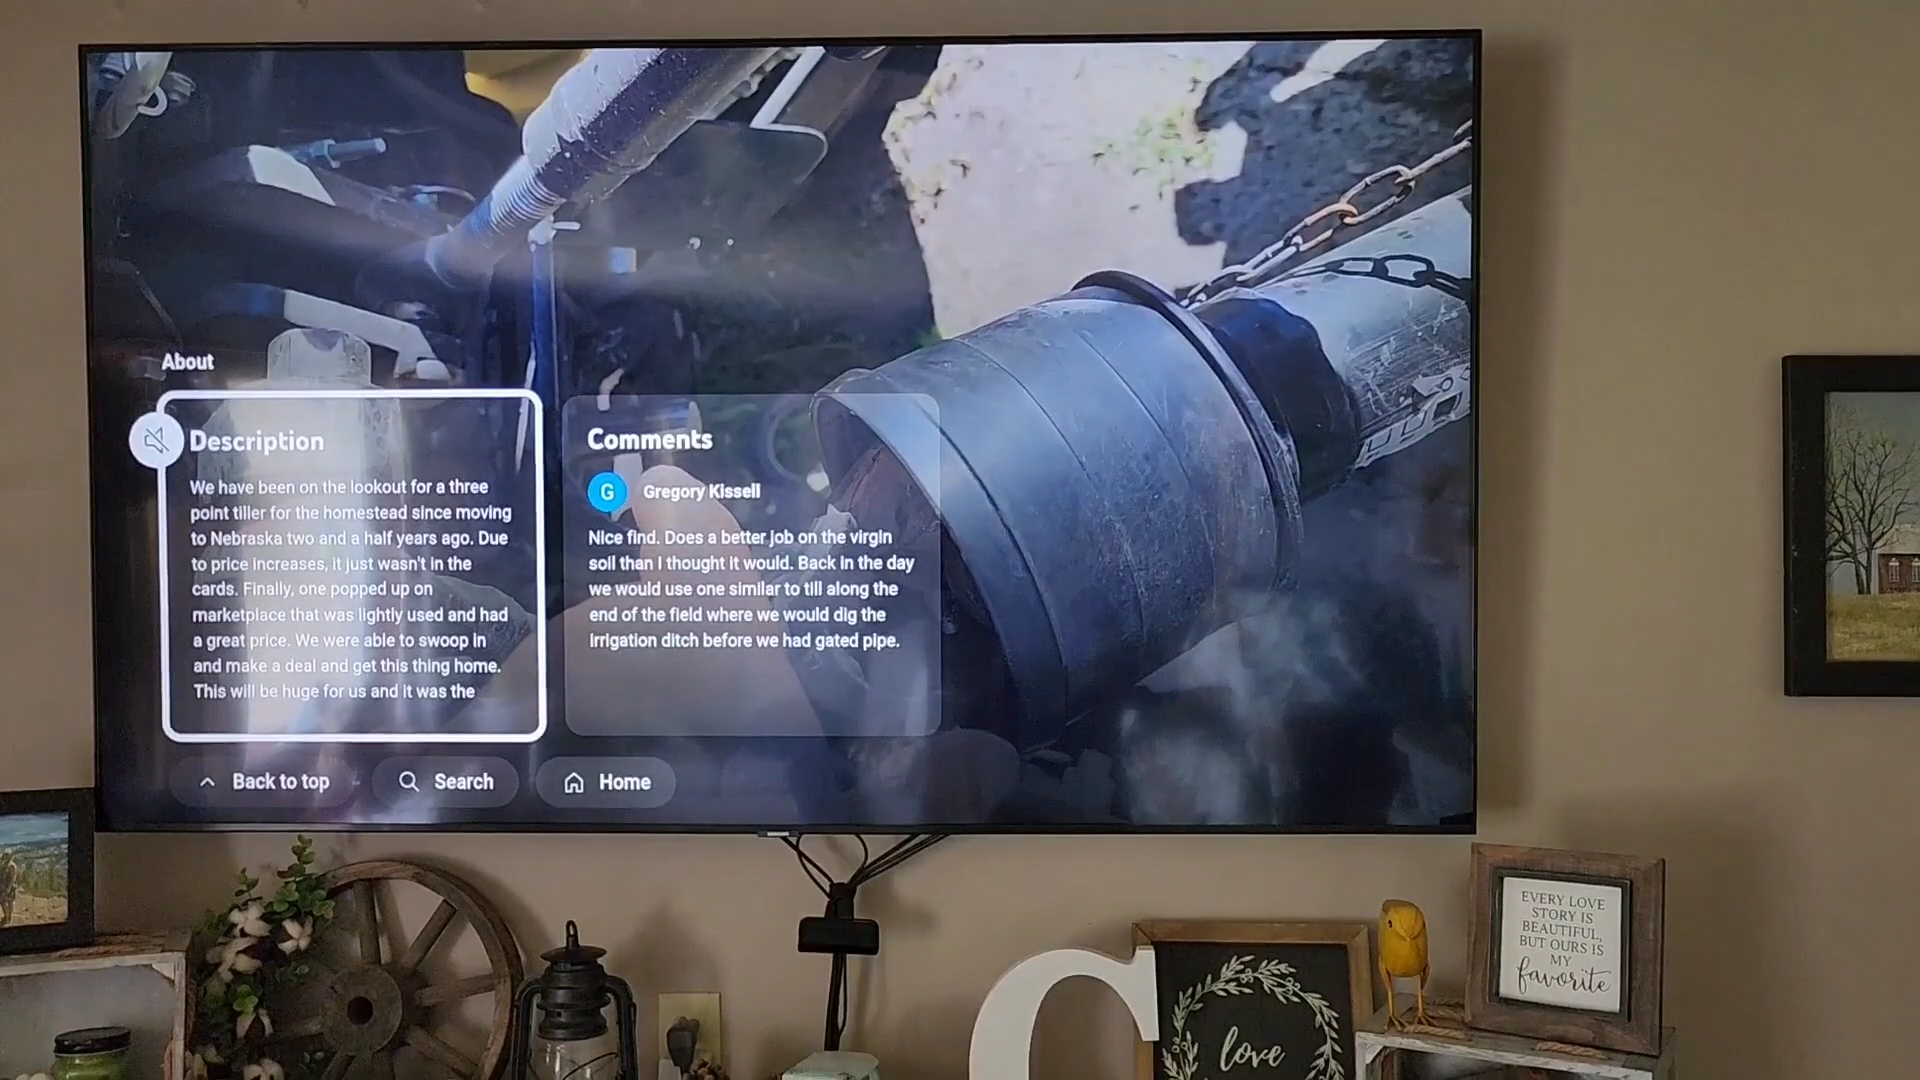 About
Description
We have been on the lookout for a three
point tiller for the homestead since moving
to Nebraska two and a half years ago. Due
to price increases, it just wasn't in the
cards. Finally, one popped up on
marketplace that was lightly used and had
a great price. We were able to swoop in
and make a deal and get this thing home.
This will be huge for us and it was the
Comments
G Gregory Kissell
Nice find. Does a better job on the virgin
soil than I thought it would. Back in the day
we would use one similar to till along the
end of the field where we would dig the
irrigation ditch before we had gated pipe.
Back to top
Search
Home
EVERY LOVE
STORY IS
BEAUTIFUL,
BUT OURS IS
MY
favorite
love